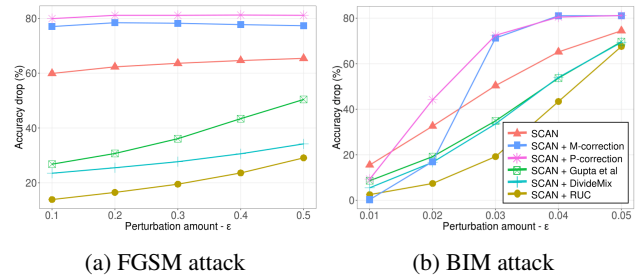 Accuracy drop (%)
80
60
40
20
0.1 0.2 0.3 0.4 0.5
Perturbation amount - ε
(a) FGSM attack
Accuracy drop (%)
80
60
40
20
0
0.01 0.02 0.03 0.04 0.05
Perturbation amount - ε
SCAN
SCAN + M-correction
SCAN + P-correction
SCAN + Gupta et al
SCAN + DivideMix
SCAN + RUC
(b) BIM attack